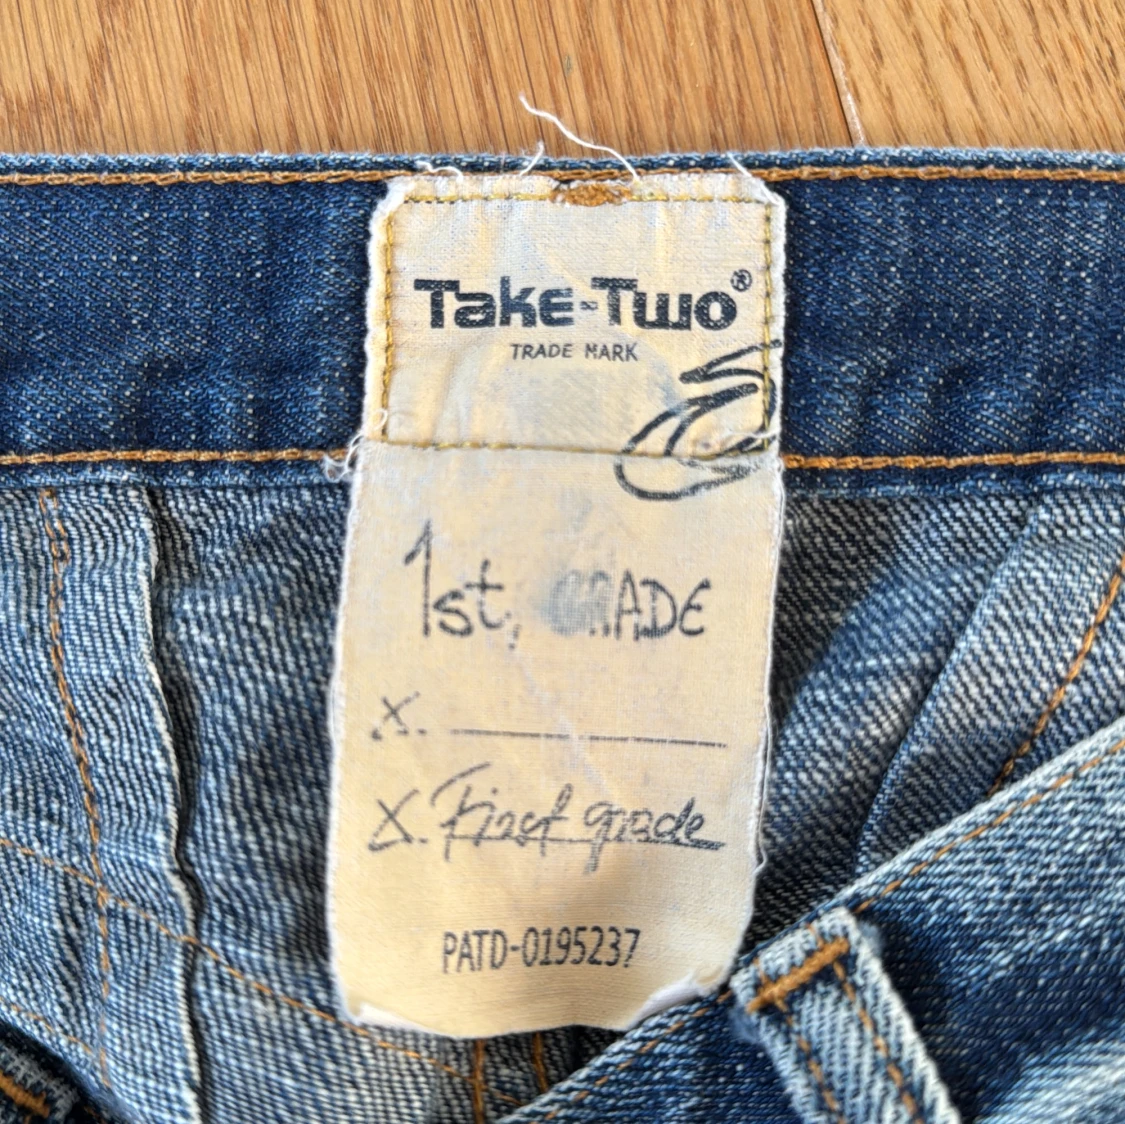 Take-Two®
TRADE MARK
1st. GRADE
x.
X. First grade
PATD-0195237